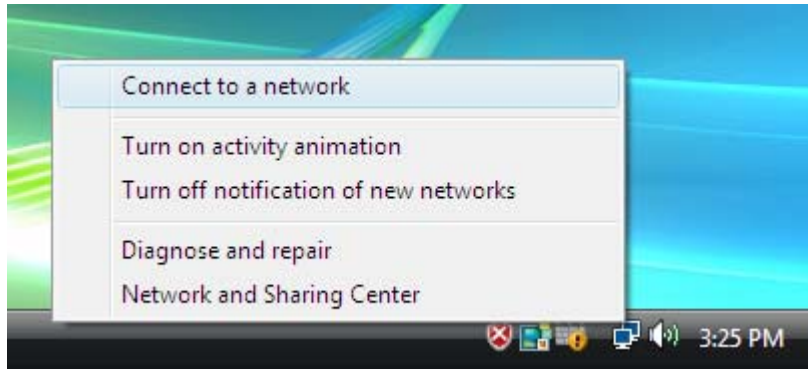 Connect to a network
Turn on activity animation
Turn off notification of new networks
Diagnose and repair
Network and Sharing Center
3:25 PM